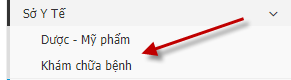 Sở Y Tế
Dược - Mỹ phẩm
Khám chữa bệnh